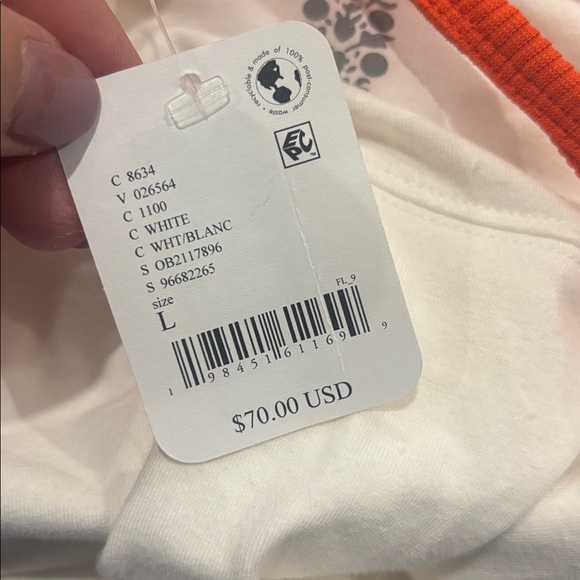 recyclable & made of 100% post-consumer waste •
EPC™
C 8634
V 026564
C 1100
C WHITE
C WHT/BLANC
S OB2117896
S 96682265
size
L
FL_9
1 98451 61169 9
$70.00 USD